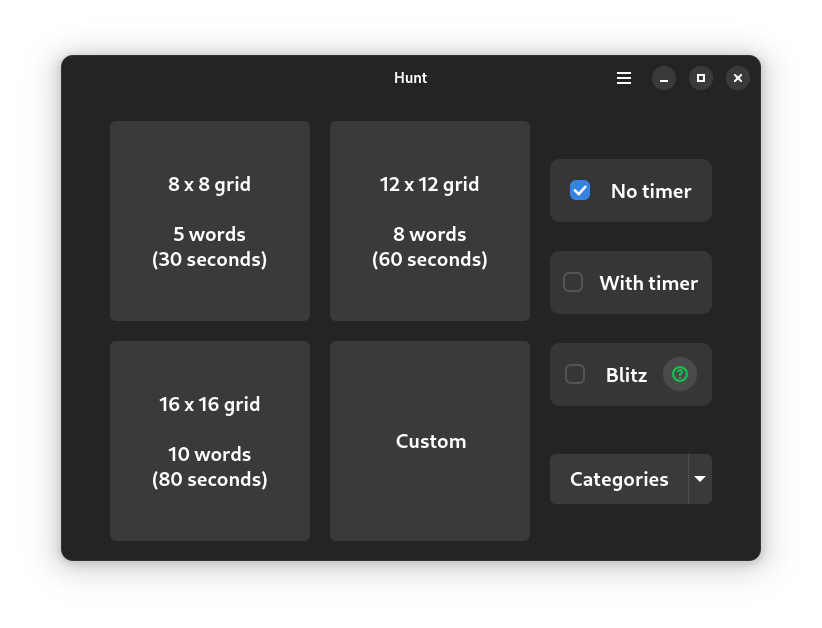 Hunt
8 x 8 grid
5 words
(30 seconds)
12 x 12 grid
8 words
(60 seconds)
No timer
With timer
Blitz
16 x 16 grid
10 words
(80 seconds)
Custom
Categories